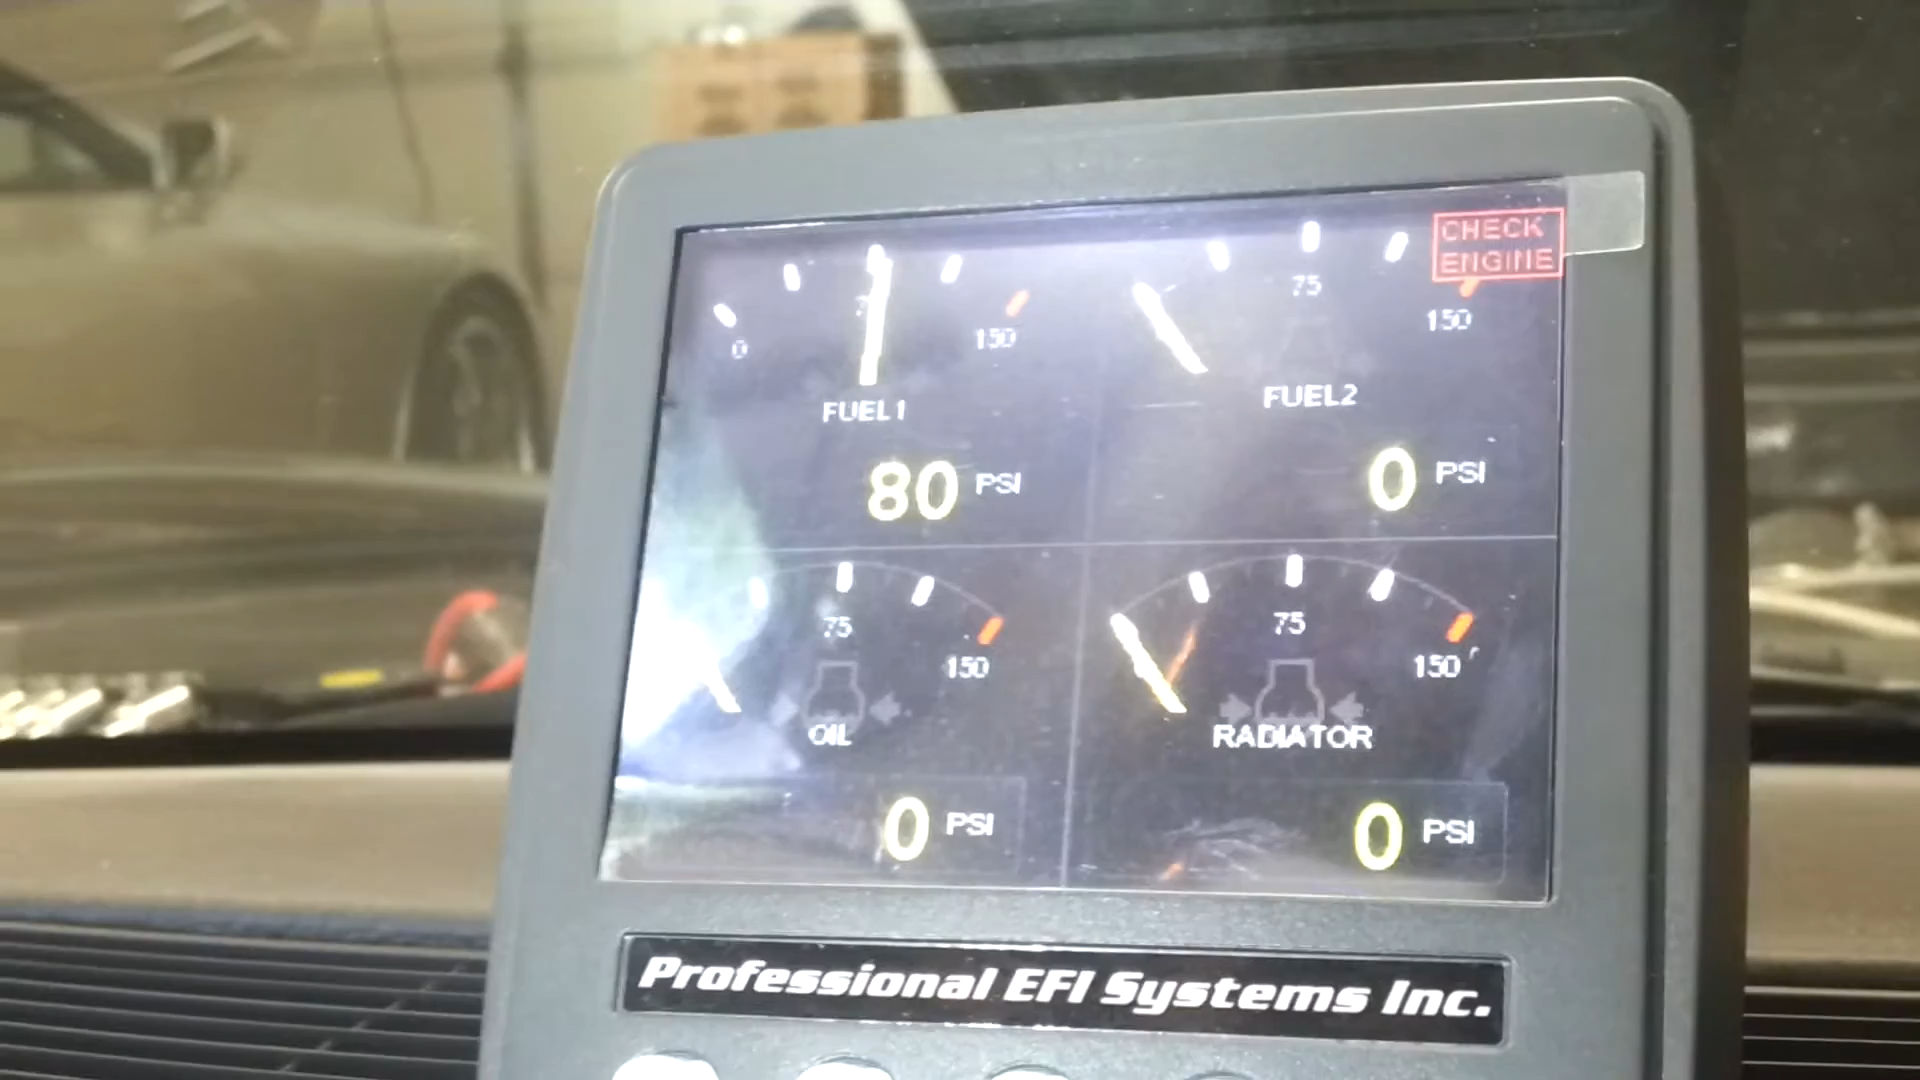 CHECK
ENGINE
0
150
FUEL1
80 PSI
75
150
FUEL2
0 PSI
75
150
OIL
0 PSI
75
150
RADIATOR
0 PSI
Professional EFI Systems Inc.